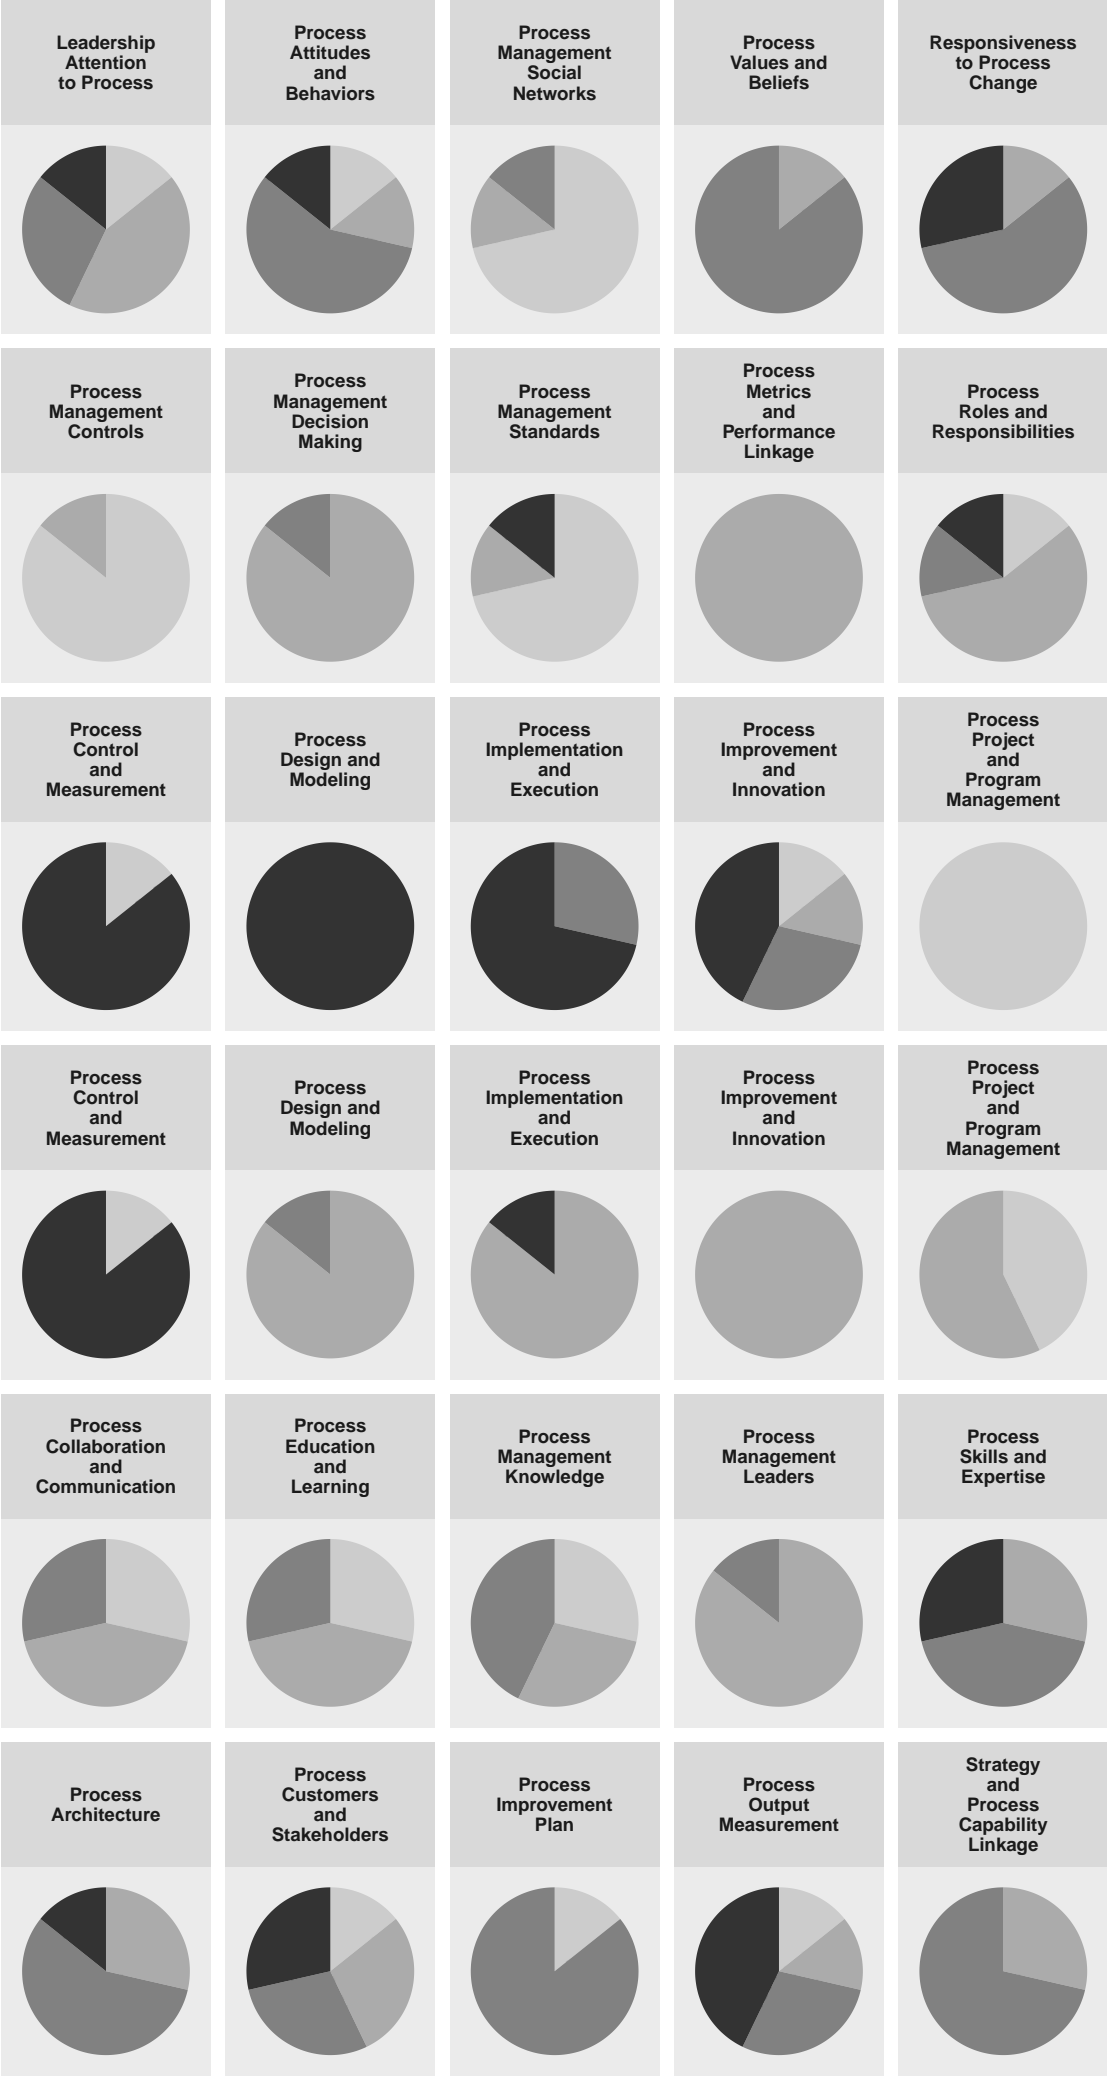 Leadership
Attention
to Process
Process
Attitudes
and
Behaviors
Process
Management
Social
Networks
Process
Values and
Beliefs
Responsiveness
to Process
Change
Process
Management
Controls
Process
Management
Decision
Making
Process
Management
Standards
Process
Metrics
and
Performance
Linkage
Process
Roles and
Responsibilities
Process
Control
and
Measurement
Process
Design and
Modeling
Process
Implementation
and
Execution
Process
Improvement
and
Innovation
Process
Project
and
Program
Management
Process
Control
and
Measurement
Process
Design and
Modeling
Process
Implementation
and
Execution
Process
Improvement
and
Innovation
Process
Project
and
Program
Management
Process
Collaboration
and
Communication
Process
Education
and
Learning
Process
Management
Knowledge
Process
Management
Leaders
Process
Skills and
Expertise
Process
Architecture
Process
Customers
and
Stakeholders
Process
Improvement
Plan
Process
Output
Measurement
Strategy
and
Process
Capability
Linkage